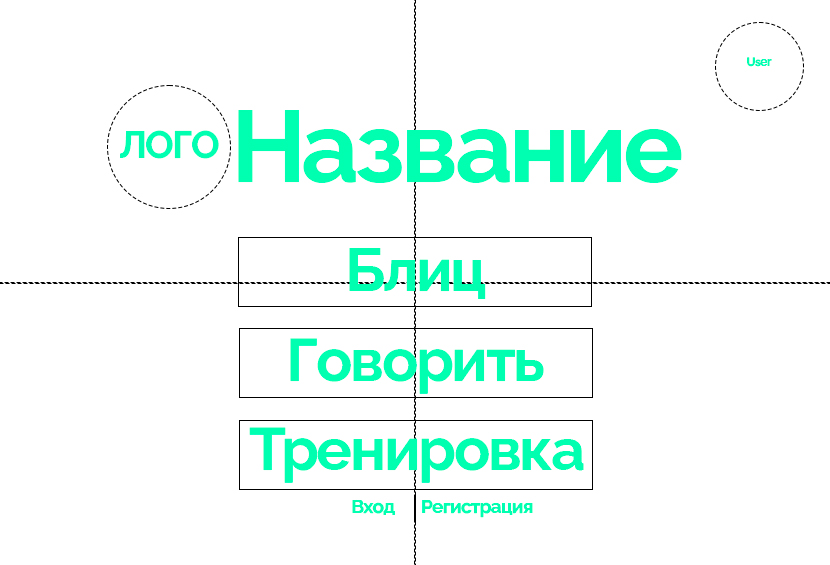 User
ЛОГО Название
Блиц
Говорить
Тренировка
Вход Регистрация